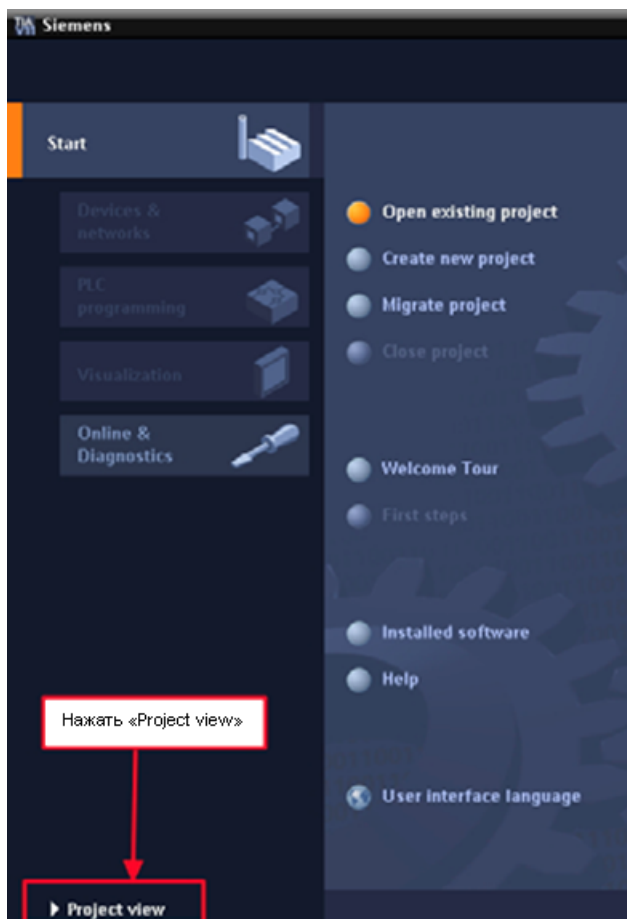 Siemens
Start
Devices &
networks
PLC
programming
Visualization
Online &
Diagnostics
Open existing project
Create new project
Migrate project
Close project
Welcome Tour
First steps
Installed software
Help
User interface language
Нажать «Project view»
Project view